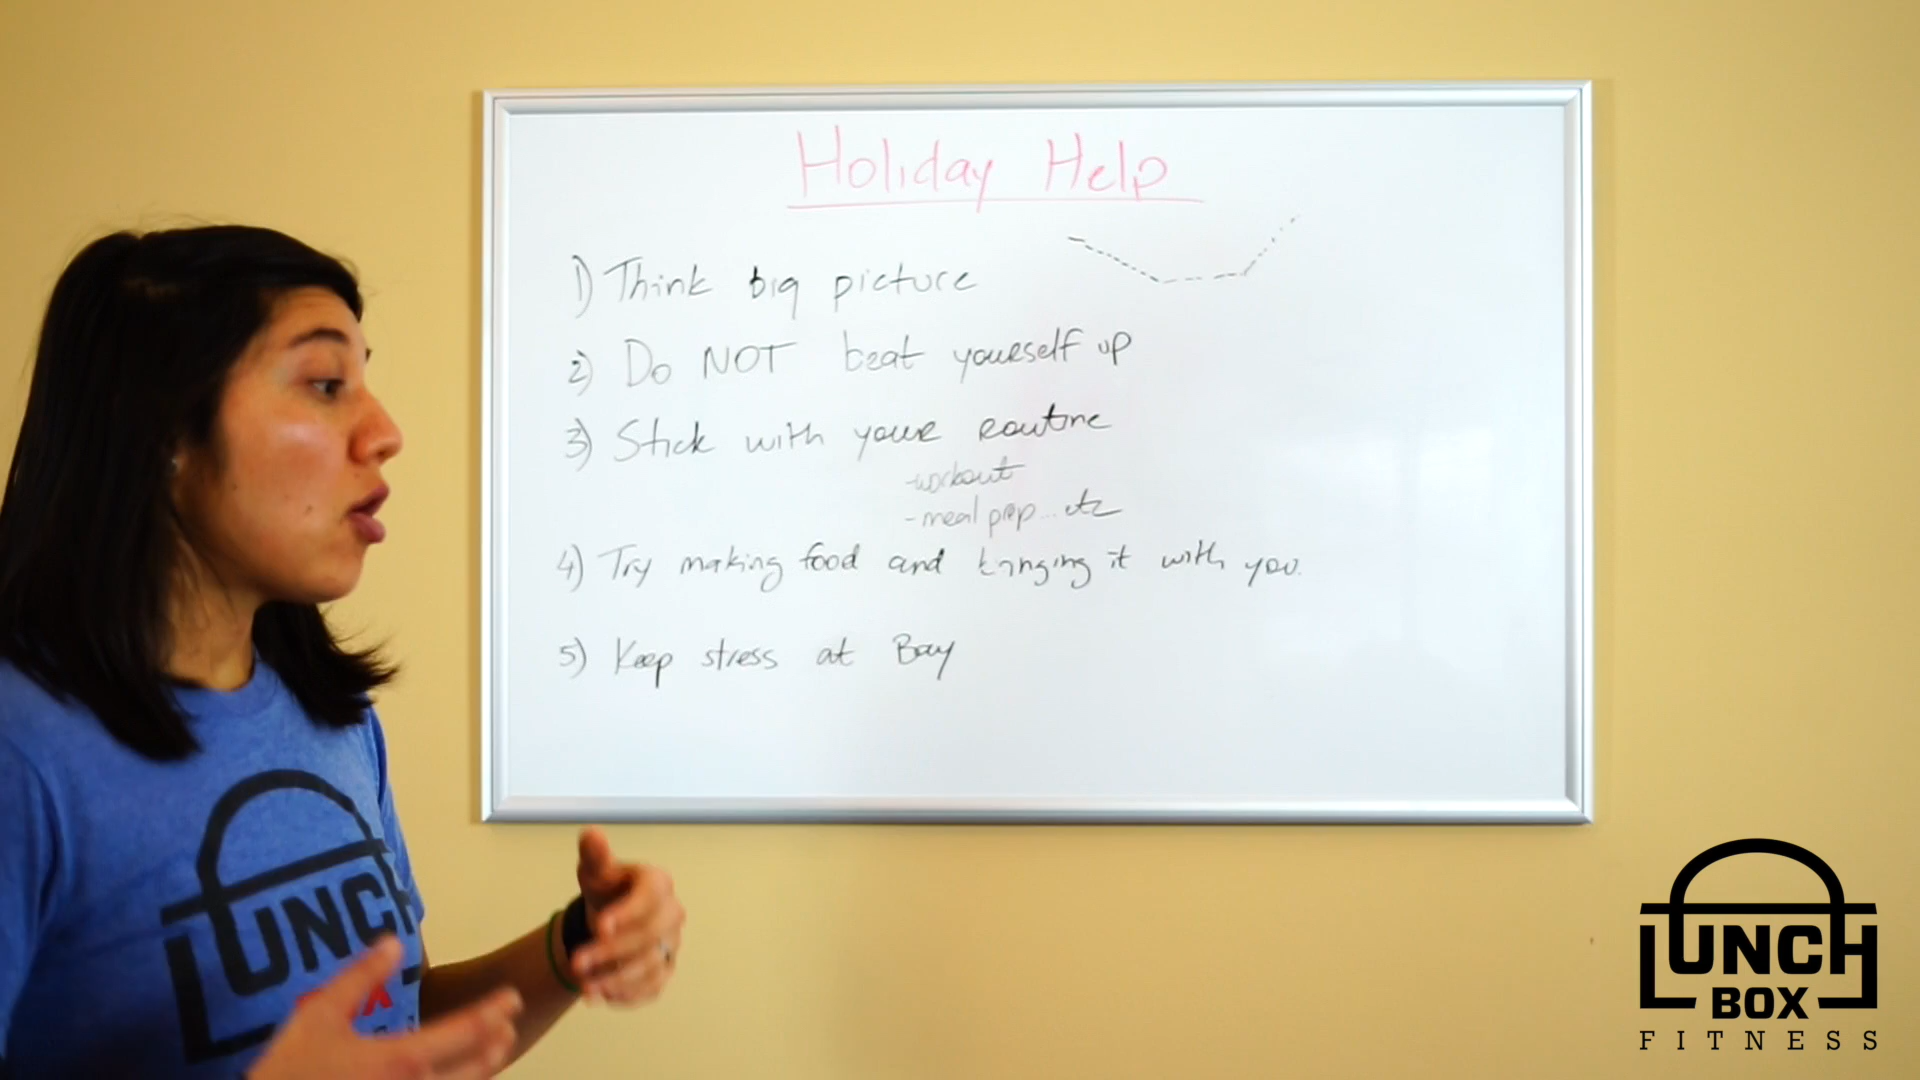 Holiday Help
1) Think big picture
2) Do NOT beat yourself up
3) Stick with your routine
-workout
-meal prep... etc
4) Try making food and bringing it with you.
5) Keep stress at Bay
LUNCH
LUNCH
BOX
FITNESS